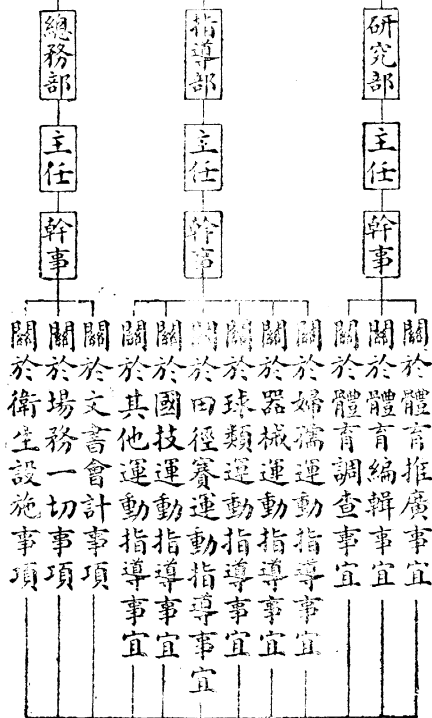 研究部
主任
幹事
關於體育推廣事宜
關於體育編輯事宜
關於體育調查事宜
指導部
主任
幹事
關於婦孺運動指導事宜
關於器械運動指導事宜
關於球類運動指導事宜
關於田徑賽運動指導事宜
關於國技運動指導事宜
關於其他運動指導事宜
總務部
主任
幹事
關於文書會計事項
關於場務一切事項
關於衛生設施事項